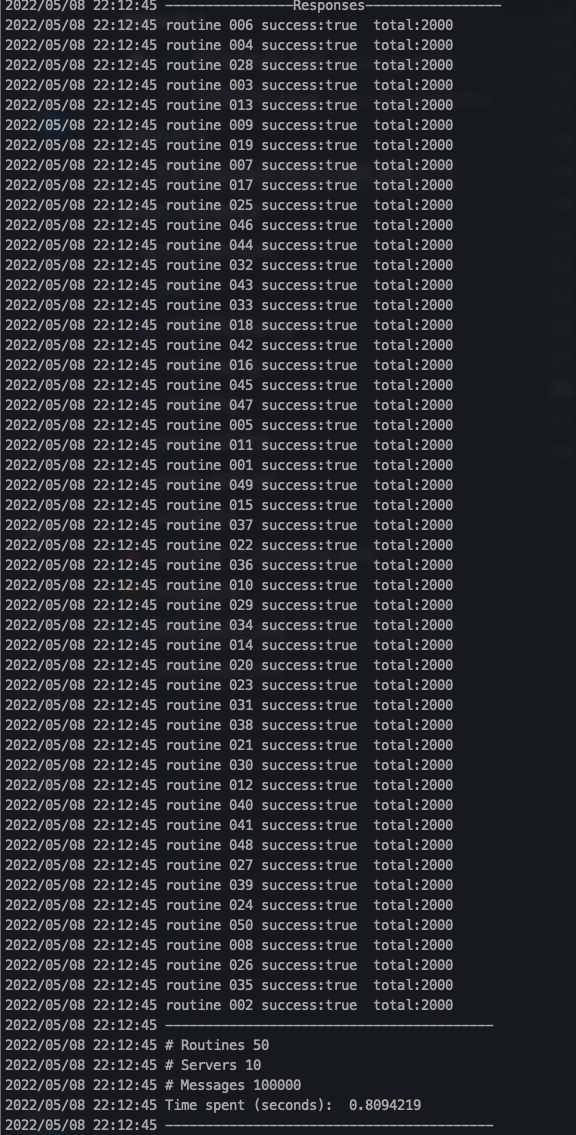 2022/05/08 22:12:45 ————————————————Responses—————————————————
2022/05/08 22:12:45 routine 006 success:true  total:2000
2022/05/08 22:12:45 routine 004 success:true  total:2000
2022/05/08 22:12:45 routine 028 success:true  total:2000
2022/05/08 22:12:45 routine 003 success:true  total:2000
2022/05/08 22:12:45 routine 013 success:true  total:2000
2022/05/08 22:12:45 routine 009 success:true  total:2000
2022/05/08 22:12:45 routine 019 success:true  total:2000
2022/05/08 22:12:45 routine 007 success:true  total:2000
2022/05/08 22:12:45 routine 017 success:true  total:2000
2022/05/08 22:12:45 routine 025 success:true  total:2000
2022/05/08 22:12:45 routine 046 success:true  total:2000
2022/05/08 22:12:45 routine 044 success:true  total:2000
2022/05/08 22:12:45 routine 032 success:true  total:2000
2022/05/08 22:12:45 routine 043 success:true  total:2000
2022/05/08 22:12:45 routine 033 success:true  total:2000
2022/05/08 22:12:45 routine 018 success:true  total:2000
2022/05/08 22:12:45 routine 042 success:true  total:2000
2022/05/08 22:12:45 routine 016 success:true  total:2000
2022/05/08 22:12:45 routine 045 success:true  total:2000
2022/05/08 22:12:45 routine 047 success:true  total:2000
2022/05/08 22:12:45 routine 005 success:true  total:2000
2022/05/08 22:12:45 routine 011 success:true  total:2000
2022/05/08 22:12:45 routine 001 success:true  total:2000
2022/05/08 22:12:45 routine 049 success:true  total:2000
2022/05/08 22:12:45 routine 015 success:true  total:2000
2022/05/08 22:12:45 routine 037 success:true  total:2000
2022/05/08 22:12:45 routine 022 success:true  total:2000
2022/05/08 22:12:45 routine 036 success:true  total:2000
2022/05/08 22:12:45 routine 010 success:true  total:2000
2022/05/08 22:12:45 routine 029 success:true  total:2000
2022/05/08 22:12:45 routine 034 success:true  total:2000
2022/05/08 22:12:45 routine 014 success:true  total:2000
2022/05/08 22:12:45 routine 020 success:true  total:2000
2022/05/08 22:12:45 routine 023 success:true  total:2000
2022/05/08 22:12:45 routine 031 success:true  total:2000
2022/05/08 22:12:45 routine 038 success:true  total:2000
2022/05/08 22:12:45 routine 021 success:true  total:2000
2022/05/08 22:12:45 routine 030 success:true  total:2000
2022/05/08 22:12:45 routine 012 success:true  total:2000
2022/05/08 22:12:45 routine 040 success:true  total:2000
2022/05/08 22:12:45 routine 041 success:true  total:2000
2022/05/08 22:12:45 routine 048 success:true  total:2000
2022/05/08 22:12:45 routine 027 success:true  total:2000
2022/05/08 22:12:45 routine 039 success:true  total:2000
2022/05/08 22:12:45 routine 024 success:true  total:2000
2022/05/08 22:12:45 routine 050 success:true  total:2000
2022/05/08 22:12:45 routine 008 success:true  total:2000
2022/05/08 22:12:45 routine 026 success:true  total:2000
2022/05/08 22:12:45 routine 035 success:true  total:2000
2022/05/08 22:12:45 routine 002 success:true  total:2000
2022/05/08 22:12:45 —————————————————————————————————————————
2022/05/08 22:12:45 # Routines 50
2022/05/08 22:12:45 # Servers 10
2022/05/08 22:12:45 # Messages 100000
2022/05/08 22:12:45 Time spent (seconds):  0.8094219
2022/05/08 22:12:45 —————————————————————————————————————————